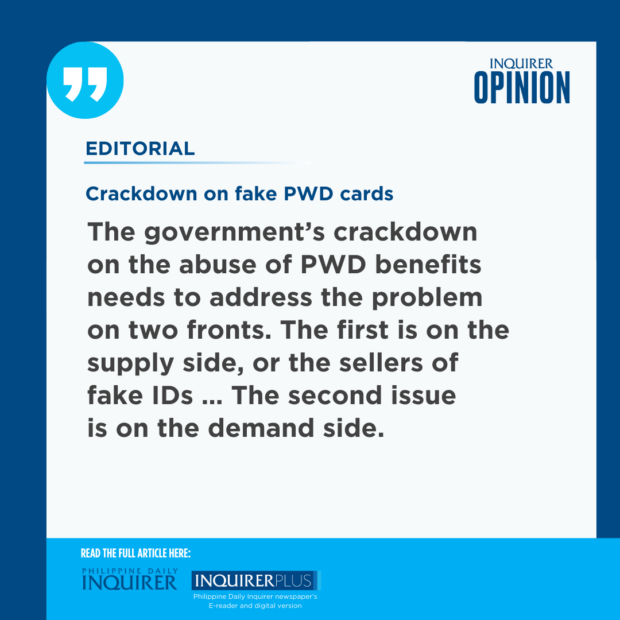 INQUIRER
OPINION
EDITORIAL
Crackdown on fake PWD cards
The government’s crackdown
on the abuse of PWD benefits
needs to address the problem
on two fronts. The first is on the
supply side, or the sellers of
fake IDs ... The second issue
is on the demand side.
READ THE FULL ARTICLE HERE:
PHILIPPINE DAILY
INQUIRER
INQUIRERPLUS
Philippine Daily Inquirer newspaper's
E-reader and digital version